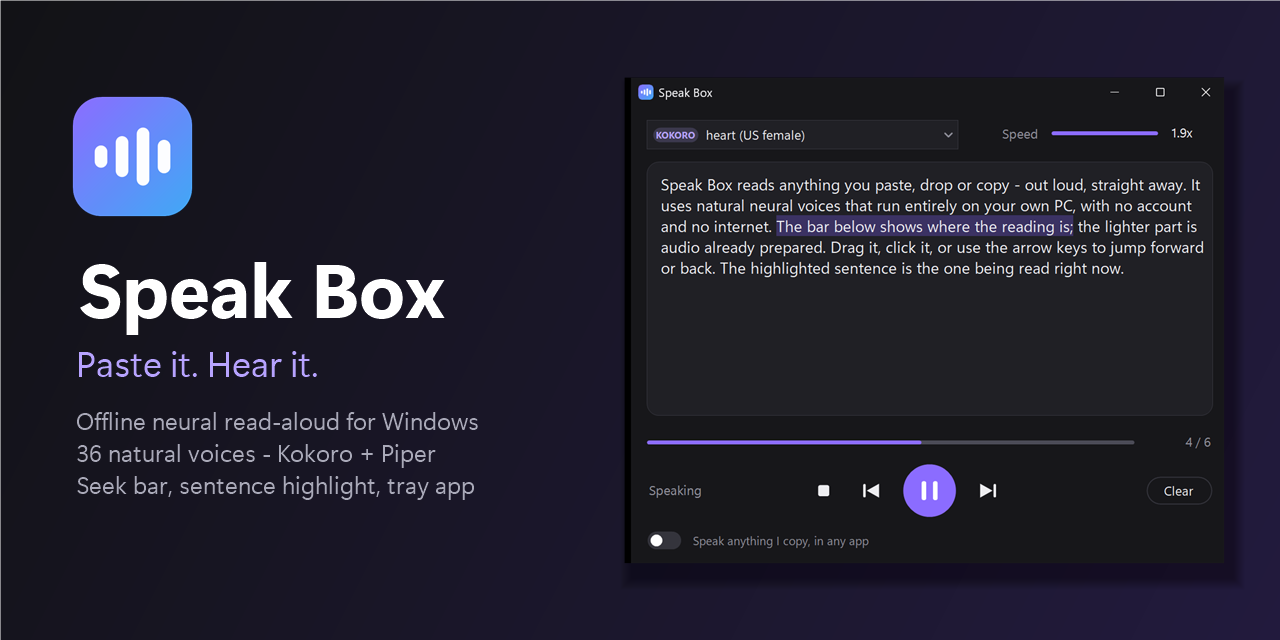 Speak Box
Paste it. Hear it.
Offline neural read-aloud for Windows
36 natural voices - Kokoro + Piper
Seek bar, sentence highlight, tray app
Speak Box
KOKORO heart (US female)
Speed 1.9x
Speak Box reads anything you paste, drop or copy - out loud, straight away. It
uses natural neural voices that run entirely on your own PC, with no account
and no internet. The bar below shows where the reading is; the lighter part is
audio already prepared. Drag it, click it, or use the arrow keys to jump forward
or back. The highlighted sentence is the one being read right now.
4 / 6
Speaking
Clear
Speak anything I copy, in any app